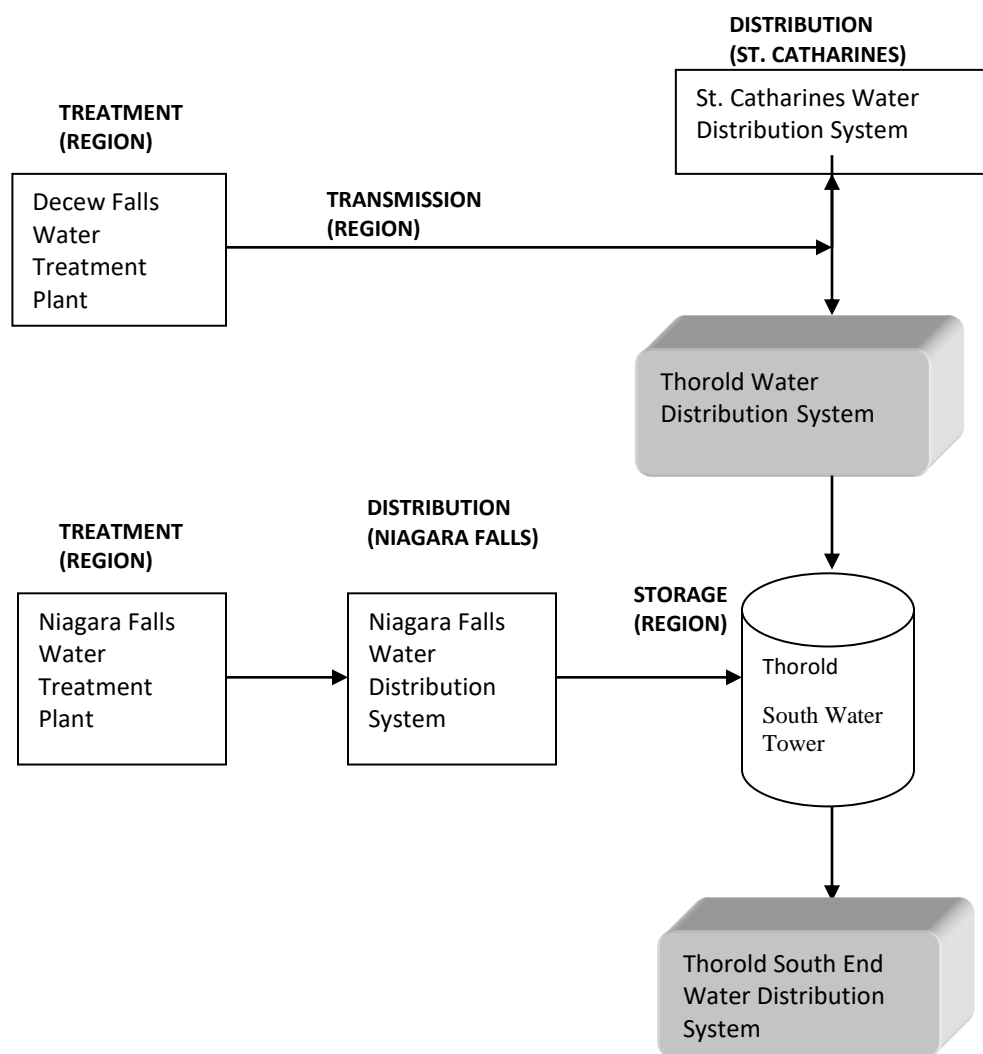 DISTRIBUTION
(ST. CATHARINES)
St. Catharines Water
Distribution System
TREATMENT
(REGION)
Decew Falls
Water
Treatment
Plant
TRANSMISSION
(REGION)
Thorold Water
Distribution System
TREATMENT
(REGION)
Niagara Falls
Water
Treatment
Plant
DISTRIBUTION
(NIAGARA FALLS)
Niagara Falls
Water
Distribution
System
STORAGE
(REGION)
Thorold
South Water
Tower
Thorold South End
Water Distribution
System